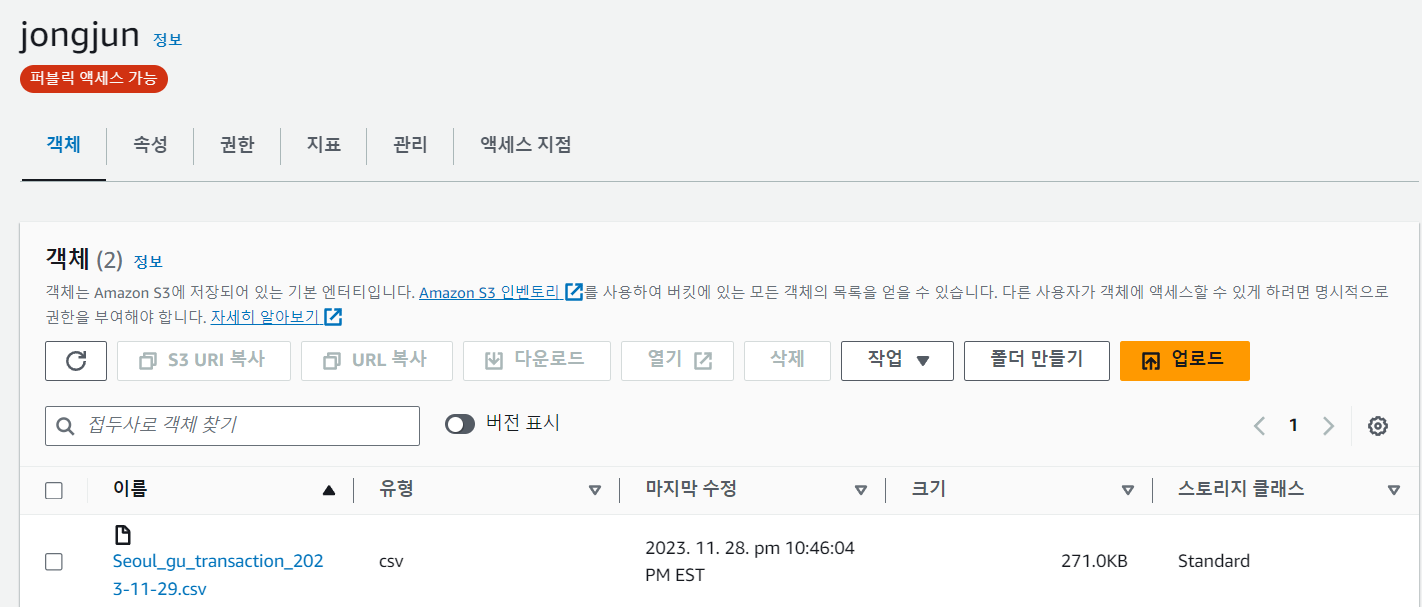 jongjun 정보
퍼블릭 액세스 가능
객체 속성 권한 지표 관리 액세스 지점
객체 (2) 정보
객체는 Amazon S3에 저장되어 있는 기본 엔터티입니다. Amazon S3 인벤토리 를 사용하여 버킷에 있는 모든 객체의 목록을 얻을 수 있습니다. 다른 사용자가 객체에 액세스할 수 있게 하려면 명시적으로
권한을 부여해야 합니다. 자세히 알아보기
S3 URI 복사 URL 복사 다운로드 열기 삭제 작업 폴더 만들기 업로드
접두사로 객체 찾기 버전 표시 1
이름 유형 마지막 수정 크기 스토리지 클래스
Seoul_gu_transaction_202
3-11-29.csv
csv
2023. 11. 28. pm 10:46:04
PM EST
271.0KB
Standard